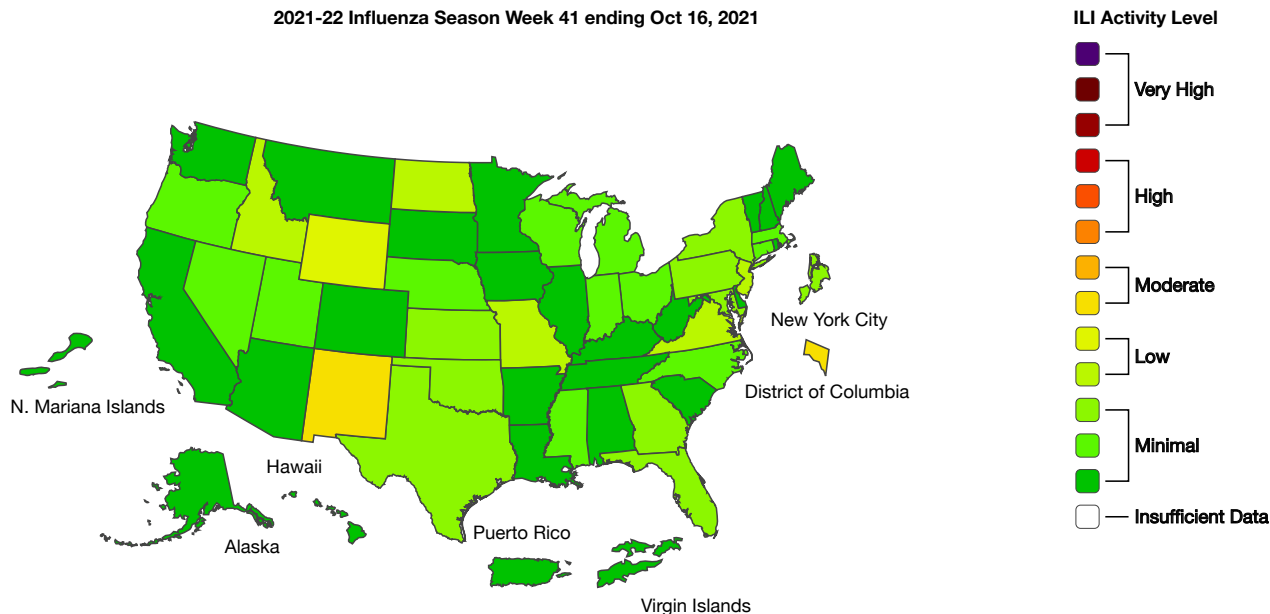 2021-22 Influenza Season Week 41 ending Oct 16, 2021
ILI Activity Level
Very High
High
Moderate
Low
Minimal
Insufficient Data
New York City
District of Columbia
N. Mariana Islands
Hawaii
Alaska
Puerto Rico
Virgin Islands